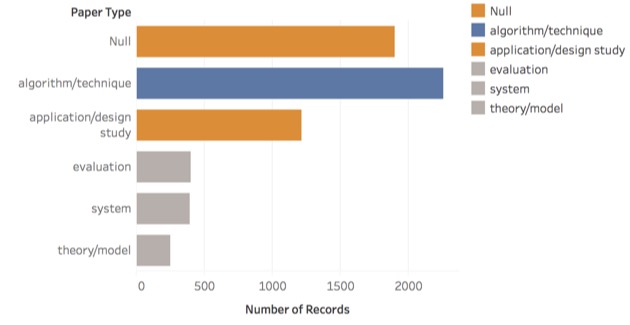 Paper Type
Null
algorithm/technique
application/design
study
evaluation
system
theory/model
0 500 1000 1500 2000
Number of Records
Null
algorithm/technique
application/design study
evaluation
system
theory/model